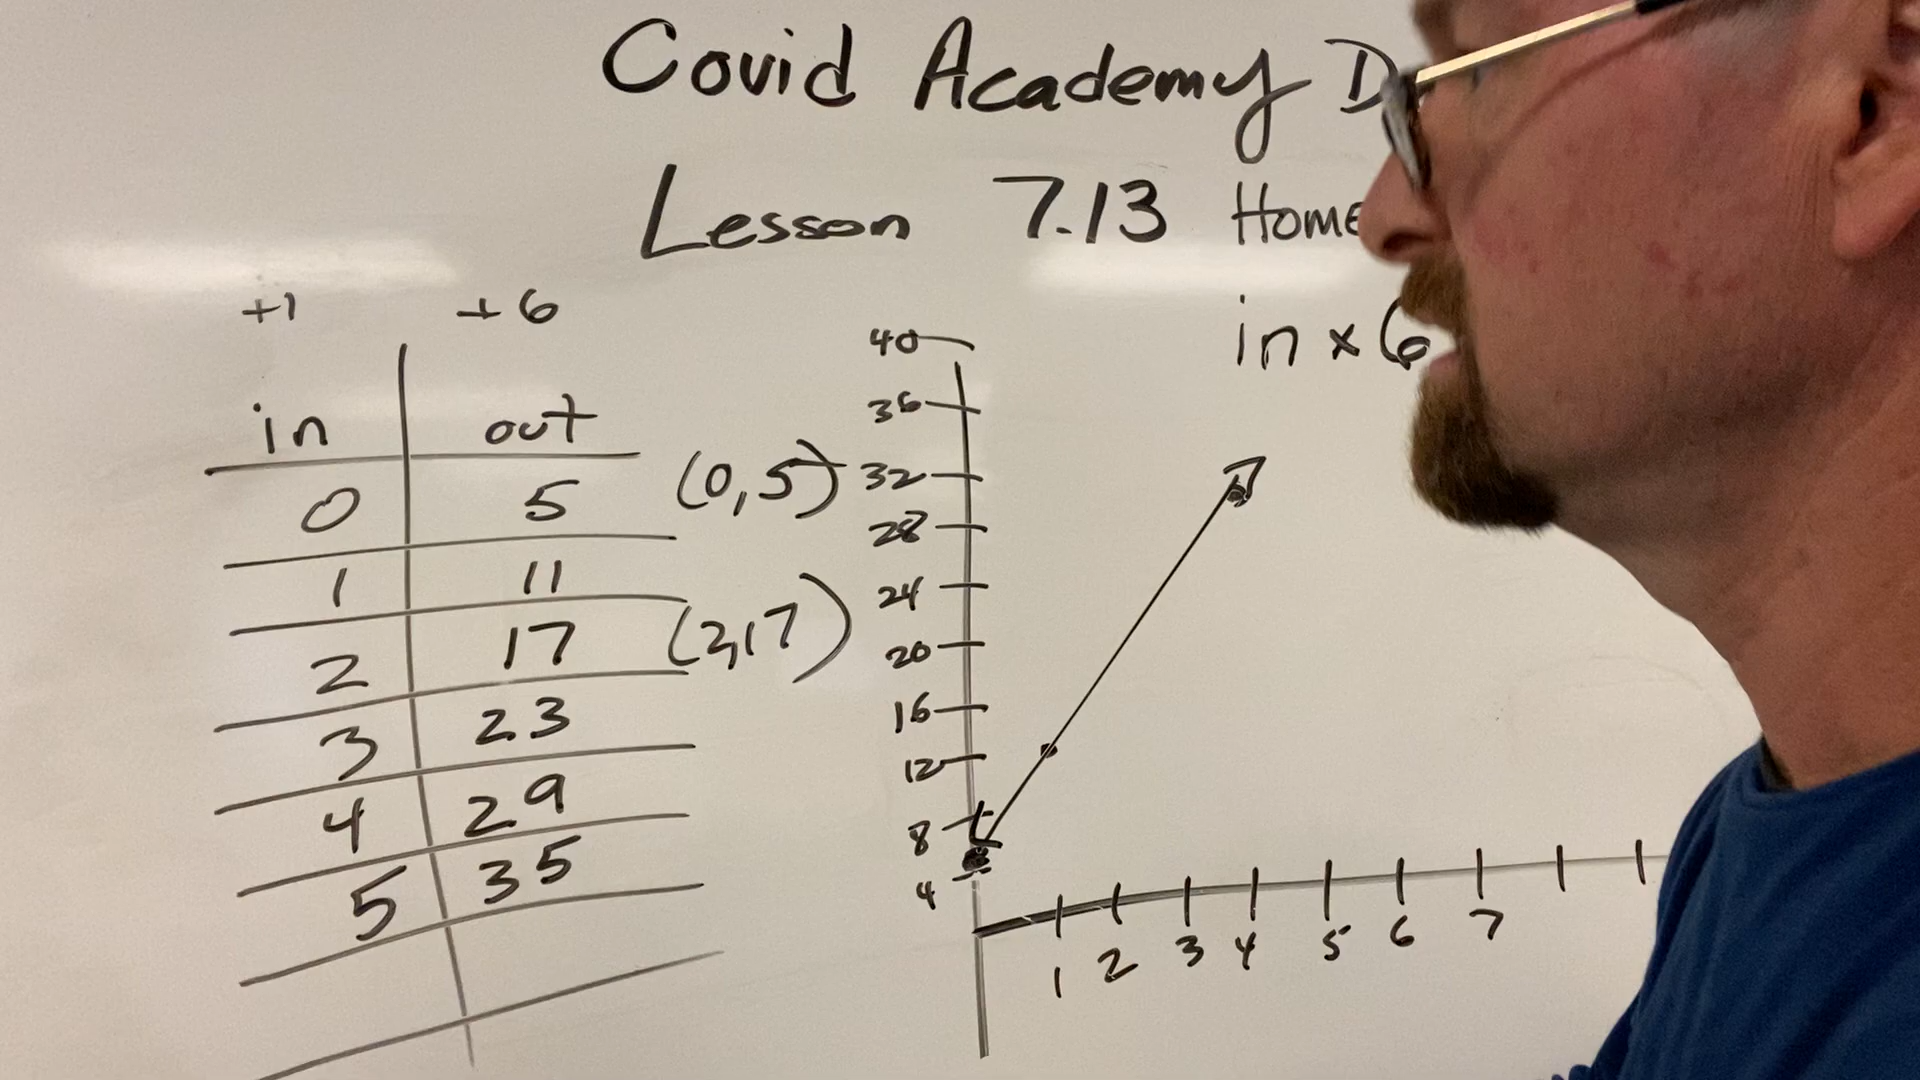 Covid Academy D
Lesson 7.13 Home
in x 6
+1 +6
in out
0 5 (0,5)
1 11
2 17 (2,17)
3 23
4 29
5 35
40
36
32
28
24
20
16
12
8
4
1 2 3 4 5 6 7